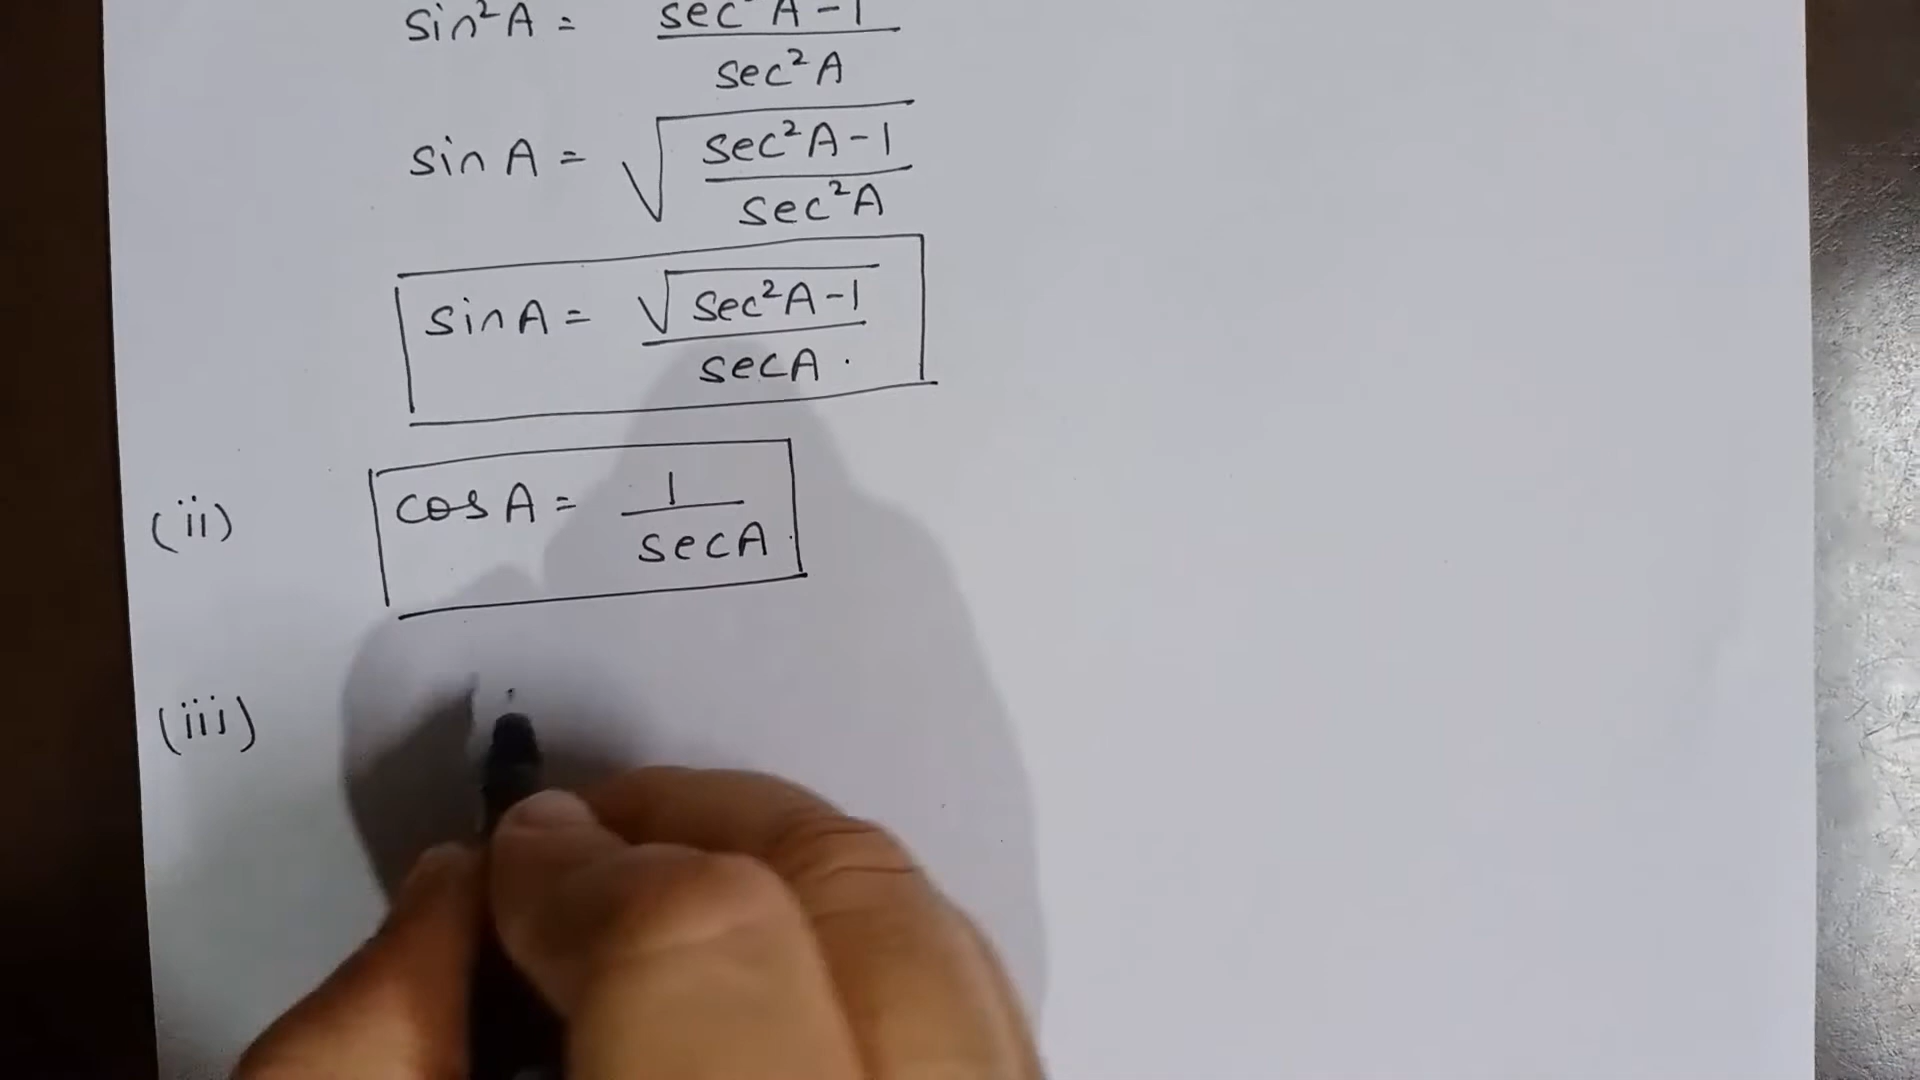 sin²A = sec²A-1 / sec²A
sin A = √(sec²A-1 / sec²A)
sin A = √(sec²A-1) / sec A.
(ii) cos A = 1 / sec A.
(iii)